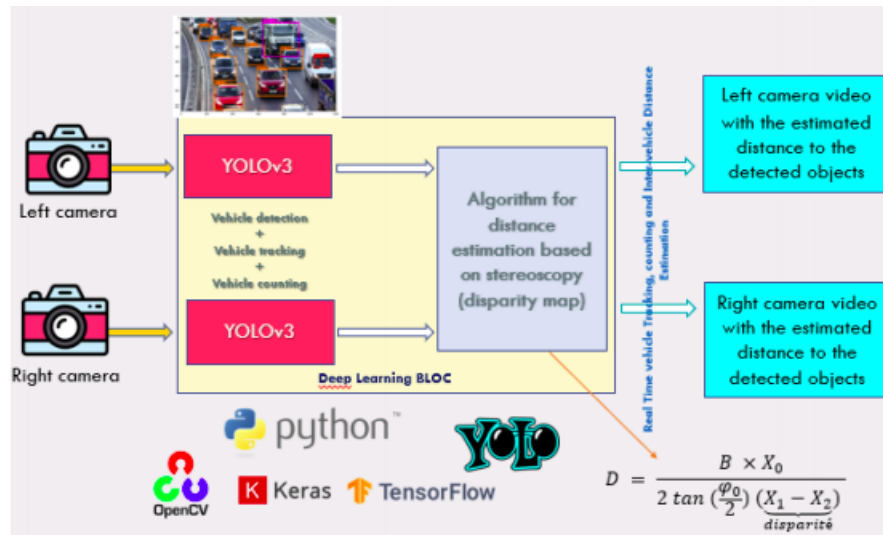 Left camera
Right camera
YOLOv3
Vehicle detection
+
Vehicle tracking
+
Vehicle counting
YOLOv3
Deep Learning BLOC
Algorithm for
distance
estimation based
on stereoscopy
(disparity map)
Real Time vehicle Tracking, counting and Inter-vehicle Distance
Estimation
Left camera video
with the estimated
distance to the
detected objects
Right camera video
with the estimated
distance to the
detected objects
python™
YOLO
OpenCV
K Keras
TensorFlow
D = B × X₀ / 2 tan (φ₀/2) (X₁ − X₂)
disparité